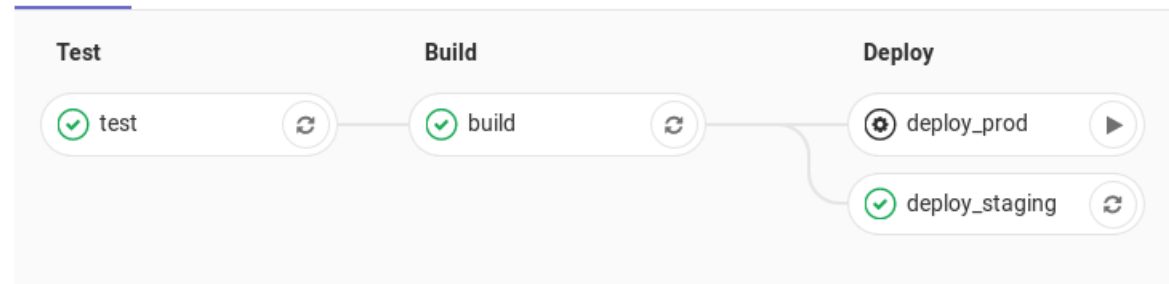 Test
Build
Deploy
test
build
deploy_prod
deploy_staging